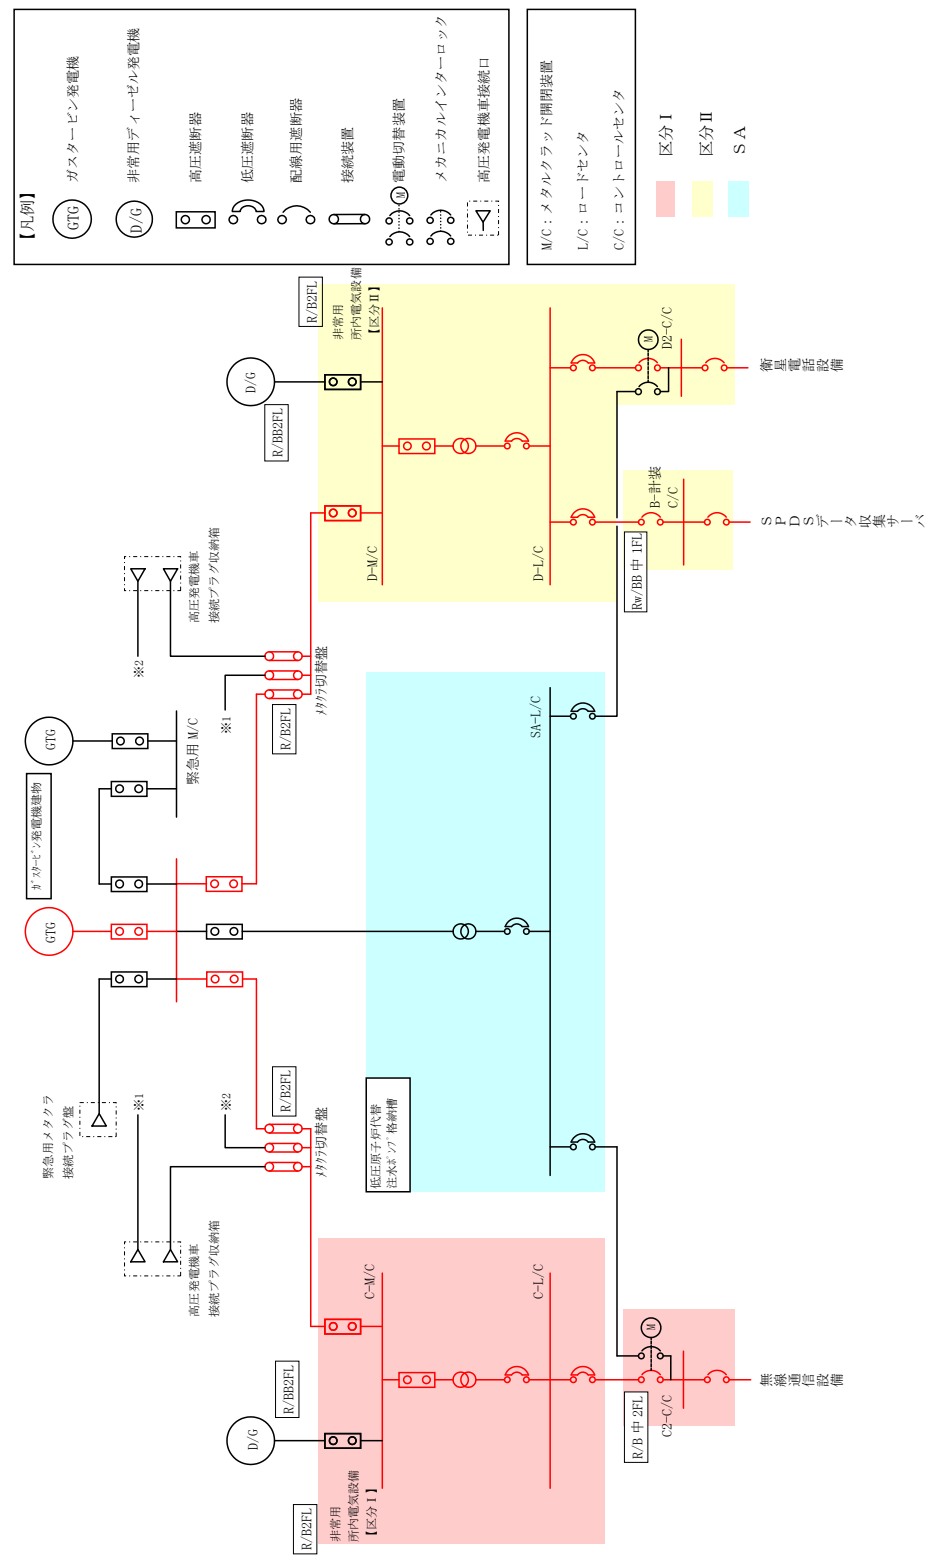 【凡例】
GTG
ガスタービン発電機
D/G
非常用ディーゼル発電機
高圧遮断器
低圧遮断器
配線用遮断器
接続装置
M
電動切替装置
メカニカルインターロック
高圧発電機車接続口
M/C：メタルクラッド開閉装置
L/C：ロードセンタ
C/C：コントロールセンタ
区分Ⅰ
区分Ⅱ
ＳＡ
ｶﾞｽﾀｰﾋﾞﾝ発電機建物
GTG
GTG
緊急用 M/C
緊急用メタクラ
接続プラグ盤
高圧発電機車
接続プラグ収納箱
※1
※2
R/B2FL
ﾒﾀｸﾗ切替盤
高圧発電機車
接続プラグ収納箱
※2
※1
R/B2FL
ﾒﾀｸﾗ切替盤
D/G
R/BB2FL
R/B2FL
非常用
所内電気設備
【区分Ⅰ】
C-M/C
C-L/C
R/B 中 2FL
C2-C/C
M
無線通信設備
低圧原子炉代替
注水ﾎﾟﾝﾌﾟ格納槽
SA-L/C
D/G
R/BB2FL
R/B2FL
非常用
所内電気設備
【区分Ⅱ】
D-M/C
D-L/C
Rw/BB 中 1FL
B-計装
C/C
ＳＰＤＳデータ収集サーバ
M
D2-C/C
衛星電話設備